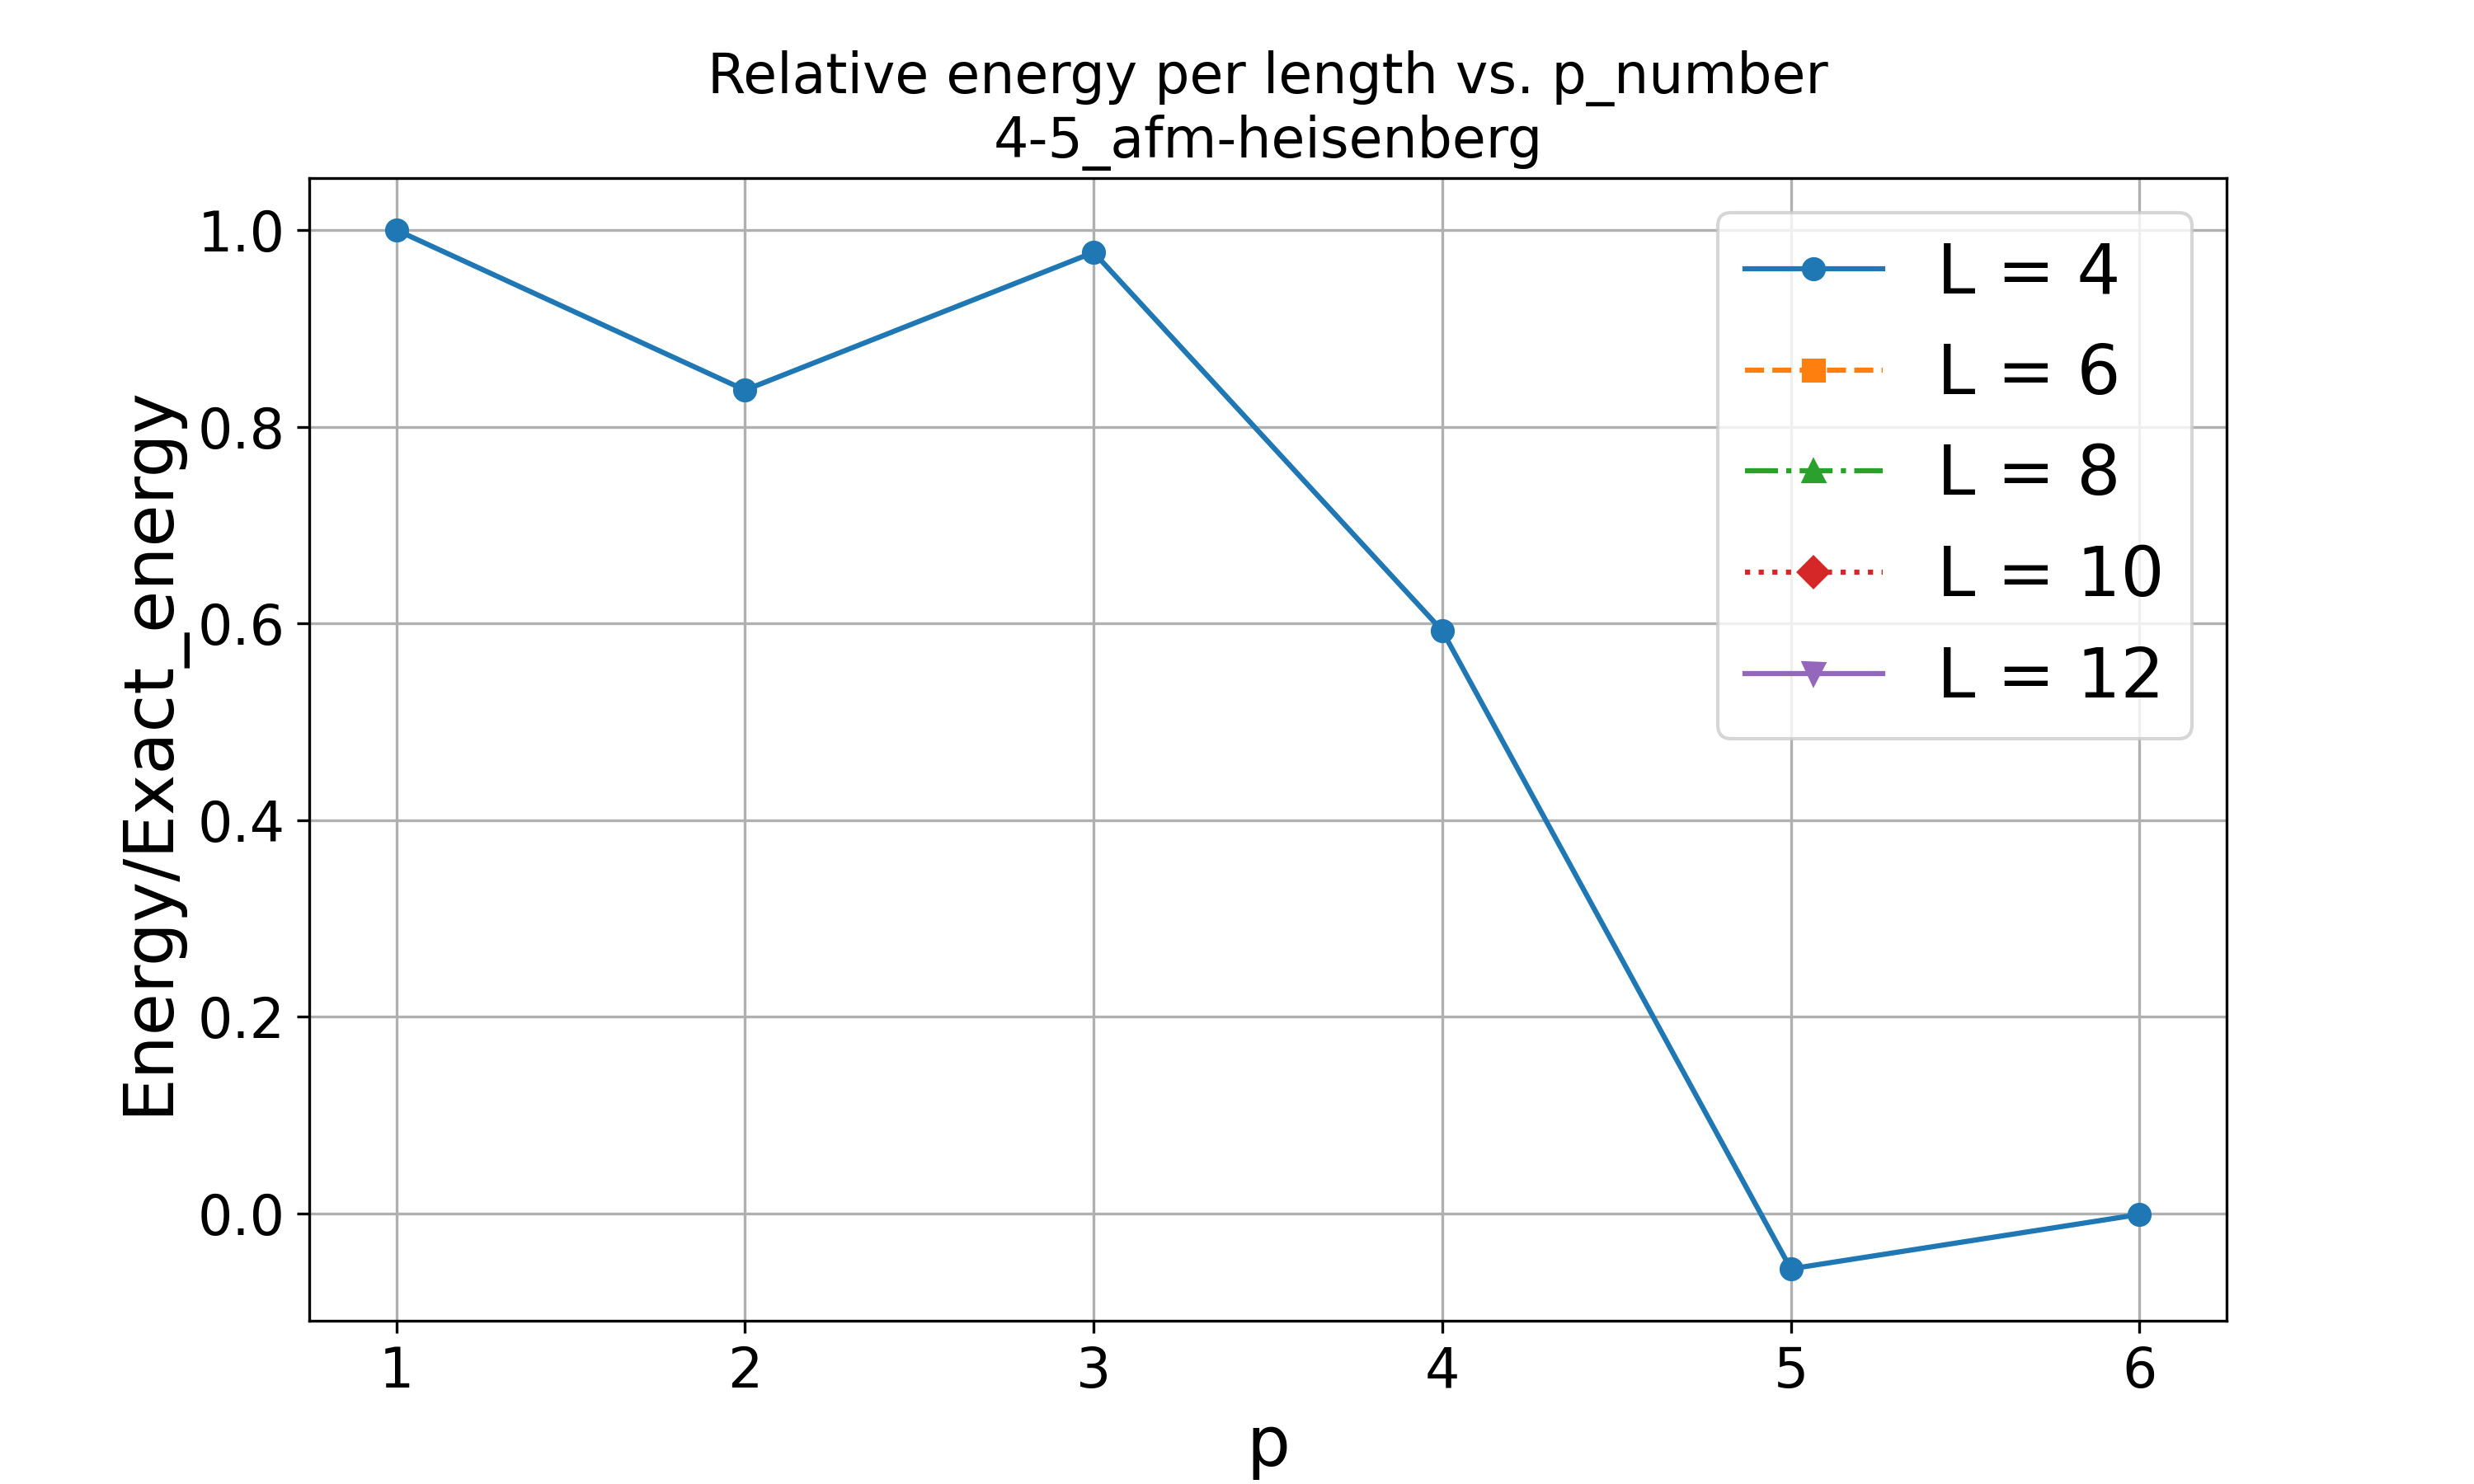 Relative energy per length vs. p_number
4-5_afm-heisenberg
Energy/Exact_energy
1.0
0.8
0.6
0.4
0.2
0.0
L = 4
L = 6
L = 8
L = 10
L = 12
1 2 3 4 5 6
p